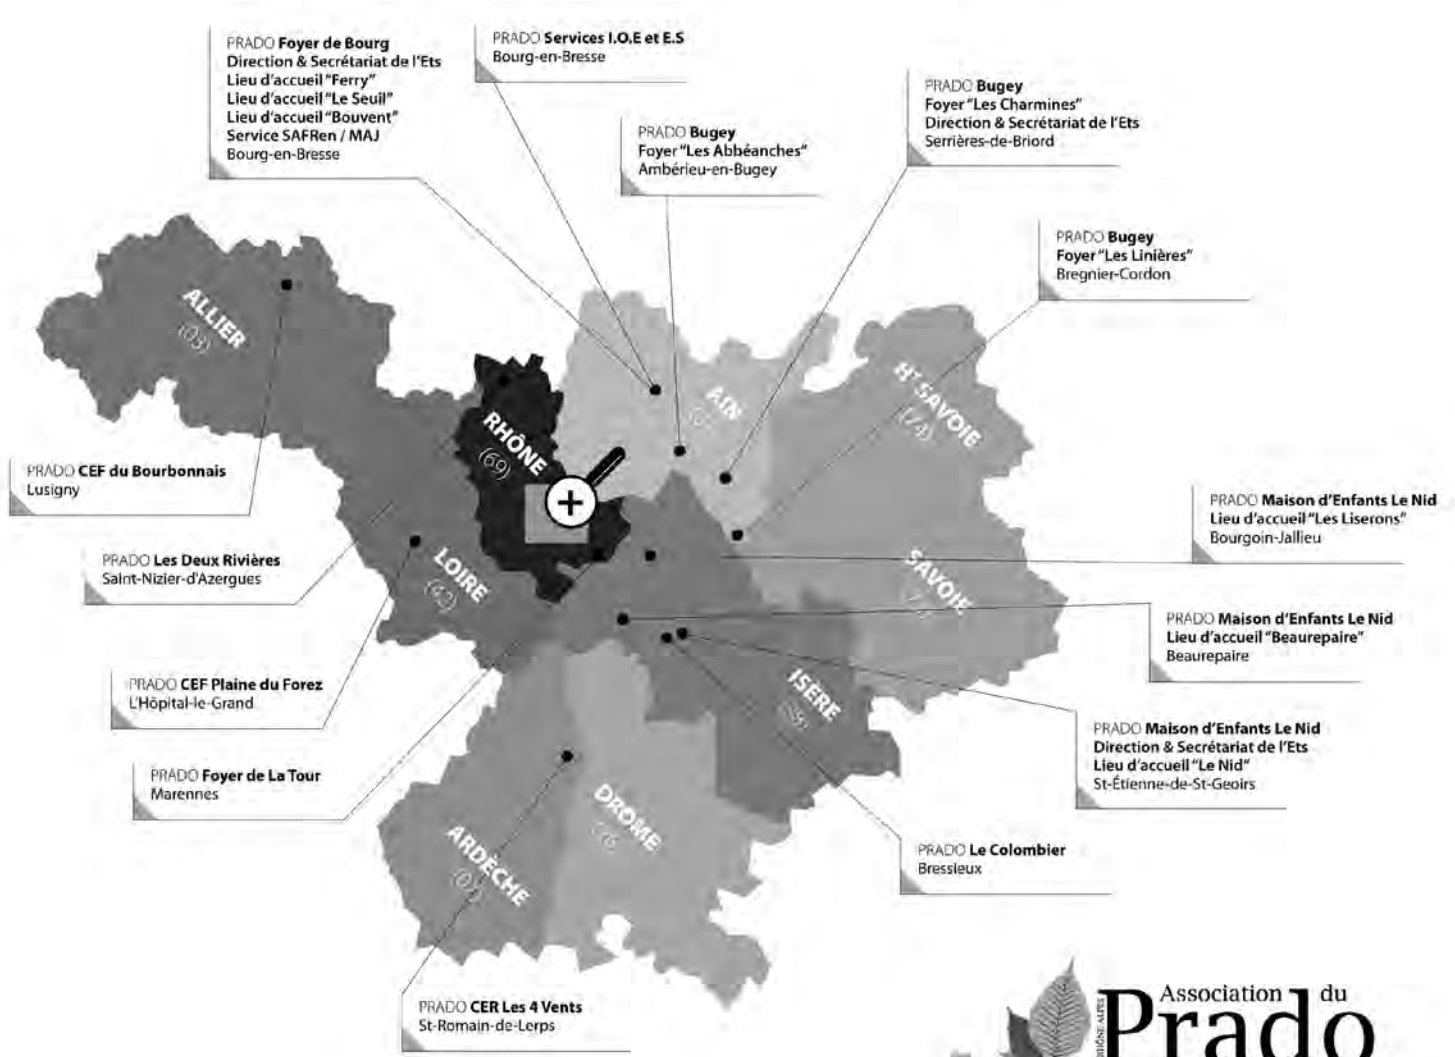 PRADO Foyer de Bourg
Direction & Secrétariat de l'Ets
Lieu d'accueil "Ferry"
Lieu d'accueil "Le Seuil"
Lieu d'accueil "Bouvent"
Service SAFRen / MAJ
Bourg-en-Bresse
PRADO Services I.O.E et E.S
Bourg-en-Bresse
PRADO Bugey
Foyer "Les Abbéanches"
Ambérieu-en-Bugey
PRADO Bugey
Foyer "Les Charmines"
Direction & Secrétariat de l'Ets
Serrières-de-Briord
PRADO Bugey
Foyer "Les Linières"
Bregnier-Cordon
ALLIER
(03)
RHÔNE
(69)
AIN
HT SAVOIE
(74)
PRADO CEF du Bourbonnais
Lusigny
PRADO Maison d'Enfants Le Nid
Lieu d'accueil "Les Liserons"
Bourgoin-Jallieu
PRADO Les Deux Rivières
Saint-Nizier-d'Azergues
LOIRE
(42)
SAVOIE
PRADO Maison d'Enfants Le Nid
Lieu d'accueil "Beaurepaire"
Beaurepaire
PRADO CEF Plaine du Forez
L'Hôpital-le-Grand
ISÈRE
PRADO Maison d'Enfants Le Nid
Direction & Secrétariat de l'Ets
Lieu d'accueil "Le Nid"
St-Étienne-de-St-Geoirs
PRADO Foyer de La Tour
Marennes
DROME
ARDÈCHE
PRADO Le Colombier
Bressieux
PRADO CER Les 4 Vents
St-Romain-de-Lerps
Association du
Prado